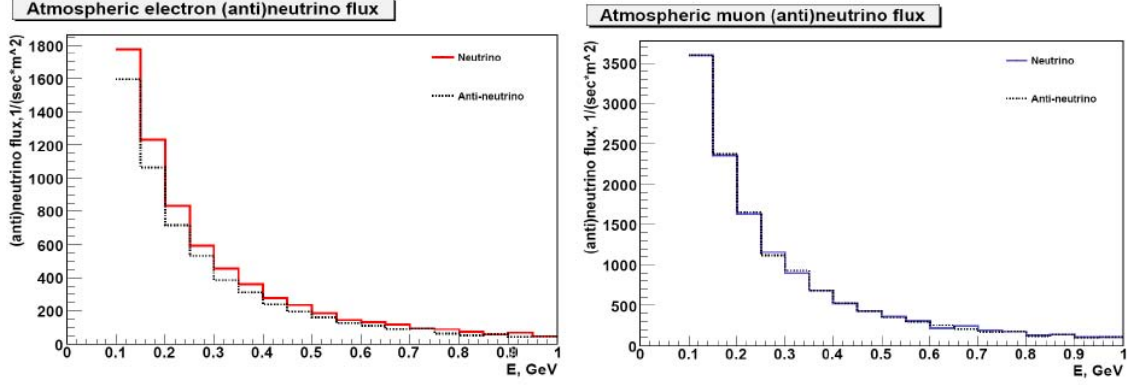 Atmospheric electron (anti)neutrino flux
(anti)neutrino flux,1/(sec*m^2)
1800
1600
1400
1200
1000
800
600
400
200
0
Neutrino
Anti-neutrino
0 0.1 0.2 0.3 0.4 0.5 0.6 0.7 0.8 0.9 1
E, GeV
Atmospheric muon (anti)neutrino flux
(anti)neutrino flux, 1/(sec*m^2)
3500
3000
2500
2000
1500
1000
500
0
Neutrino
Anti-neutrino
0 0.1 0.2 0.3 0.4 0.5 0.6 0.7 0.8 0.9 1
E, GeV